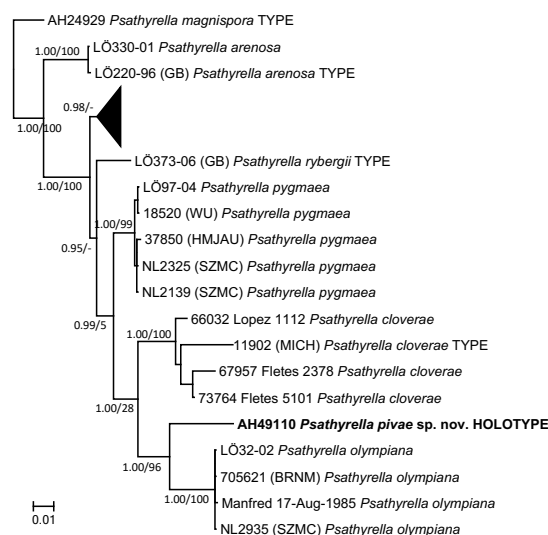 AH24929 Psathyrella magnispora TYPE
LÖ330-01 Psathyrella arenosa
1.00/100
LÖ220-96 (GB) Psathyrella arenosa TYPE
0.98/-
1.00/100
LÖ373-06 (GB) Psathyrella rybergii TYPE
1.00/100
LÖ97-04 Psathyrella pygmaea
18520 (WU) Psathyrella pygmaea
1.00/99
37850 (HMJAU) Psathyrella pygmaea
0.95/-
NL2325 (SZMC) Psathyrella pygmaea
NL2139 (SZMC) Psathyrella pygmaea
66032 Lopez 1112 Psathyrella cloverae
0.99/5
1.00/100
11902 (MICH) Psathyrella cloverae TYPE
67957 Fletes 2378 Psathyrella cloverae
1.00/28
73764 Fletes 5101 Psathyrella cloverae
AH49110 Psathyrella pivae sp. nov. HOLOTYPE
LÖ32-02 Psathyrella olympiana
1.00/96
705621 (BRNM) Psathyrella olympiana
1.00/100
Manfred 17-Aug-1985 Psathyrella olympiana
NL2935 (SZMC) Psathyrella olympiana
0.01